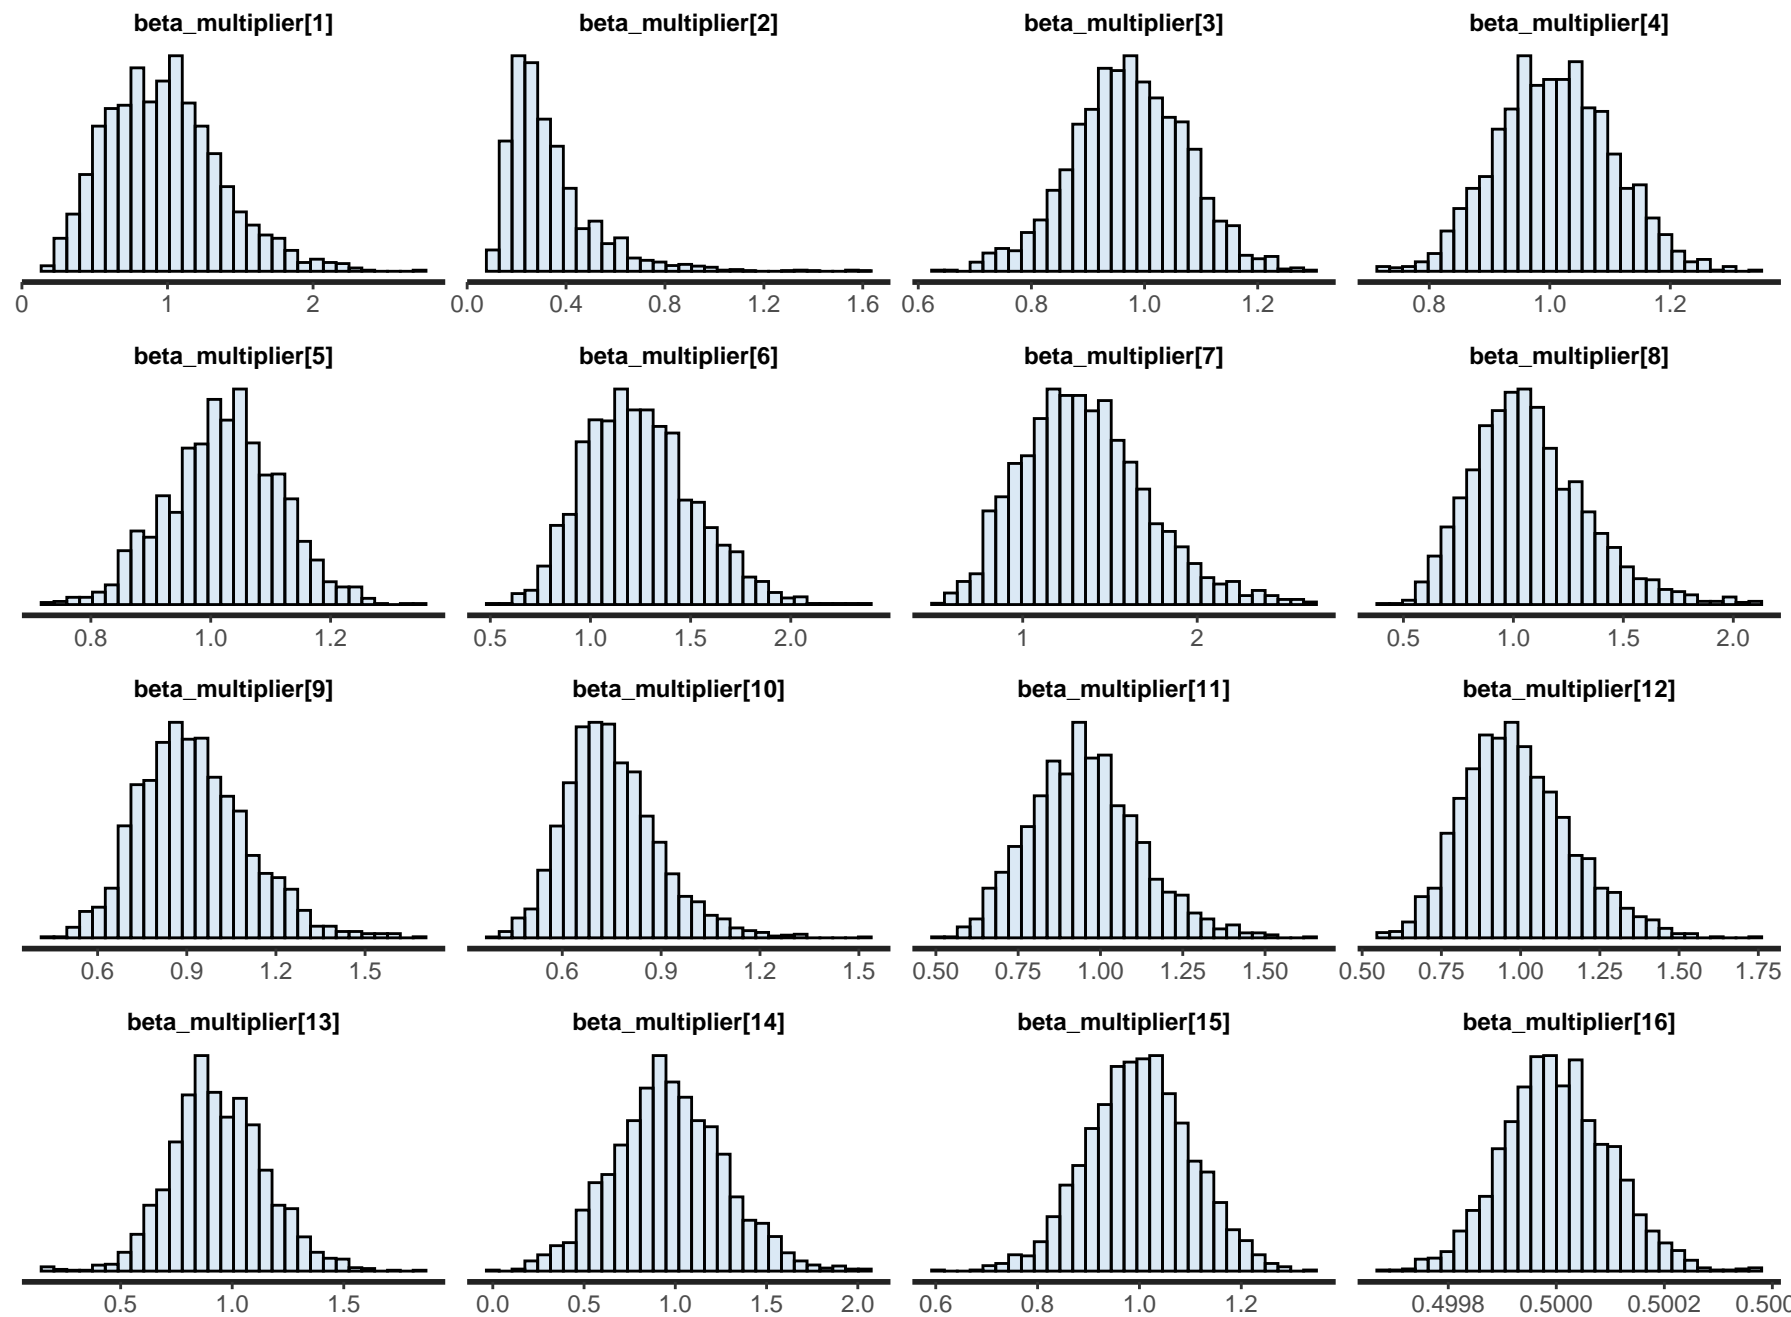 beta_multiplier[1] beta_multiplier[2] beta_multiplier[3] beta_multiplier[4]
0 1 2 0.0 0.4 0.8 1.2 1.6 0.6 0.8 1.0 1.2 0.8 1.0 1.2
beta_multiplier[5] beta_multiplier[6] beta_multiplier[7] beta_multiplier[8]
0.8 1.0 1.2 0.5 1.0 1.5 2.0 1 2 0.5 1.0 1.5 2.0
beta_multiplier[9] beta_multiplier[10] beta_multiplier[11] beta_multiplier[12]
0.6 0.9 1.2 1.5 0.6 0.9 1.2 1.5 0.50 0.75 1.00 1.25 1.50 0.50 0.75 1.00 1.25 1.50 1.75
beta_multiplier[13] beta_multiplier[14] beta_multiplier[15] beta_multiplier[16]
0.5 1.0 1.5 0.0 0.5 1.0 1.5 2.0 0.6 0.8 1.0 1.2 0.4998 0.5000 0.5002